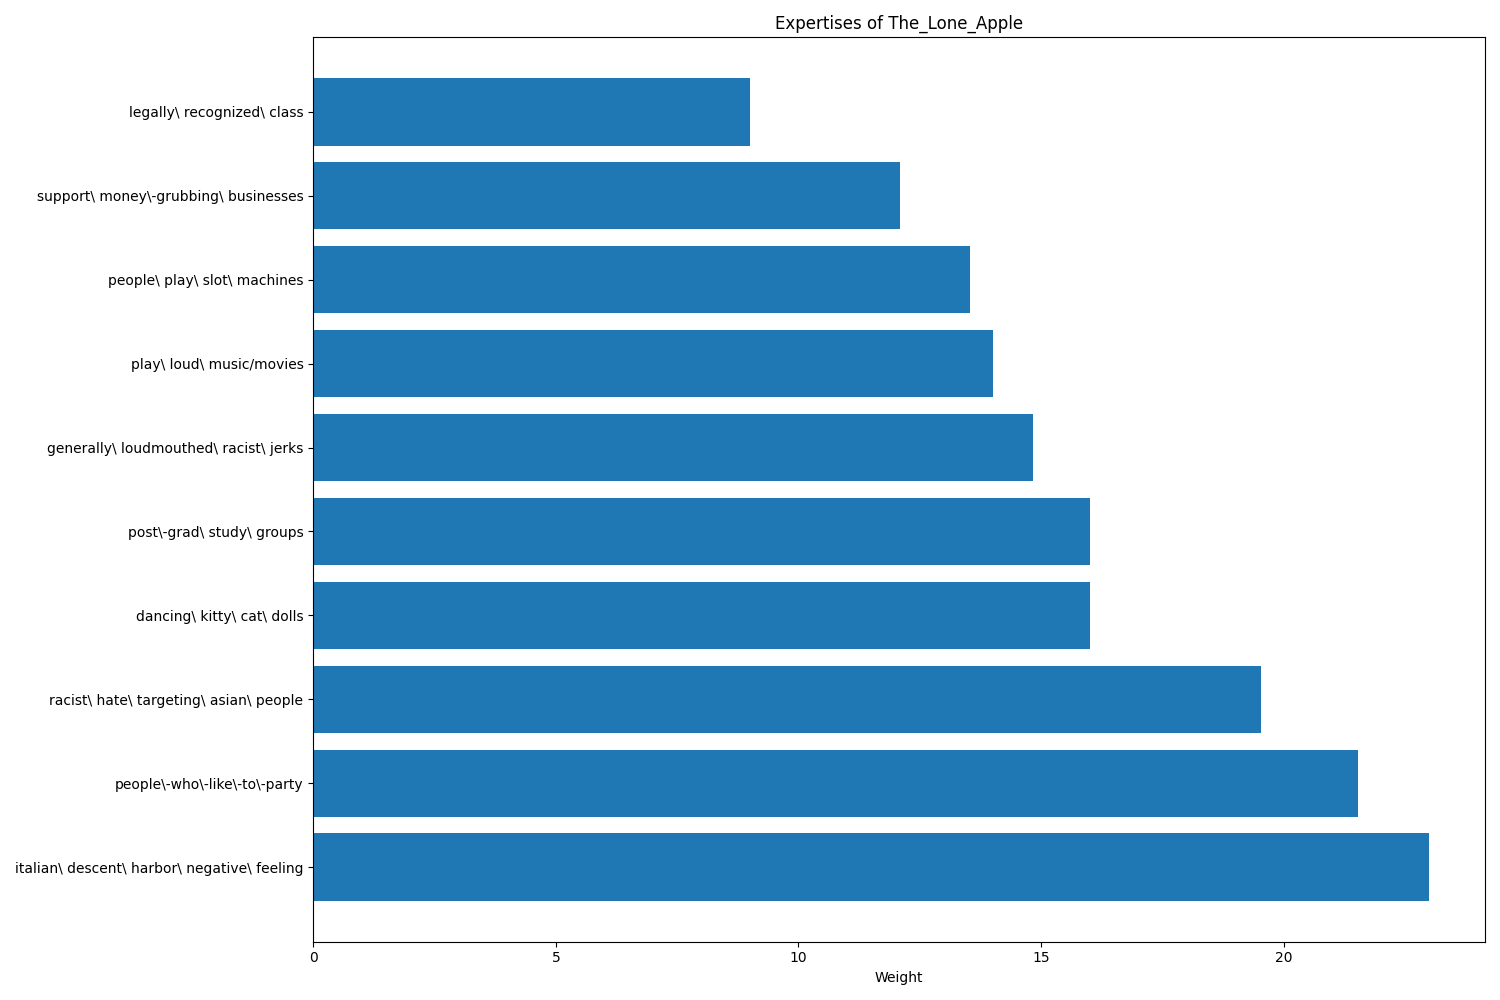 Expertises of The_Lone_Apple
legally\ recognized\ class
support\ money\-grubbing\ businesses
people\ play\ slot\ machines
play\ loud\ music/movies
generally\ loudmouthed\ racist\ jerks
post\-grad\ study\ groups
dancing\ kitty\ cat\ dolls
racist\ hate\ targeting\ asian\ people
people\-who\-like\-to\-party
italian\ descent\ harbor\ negative\ feeling
0 5 10 15 20
Weight